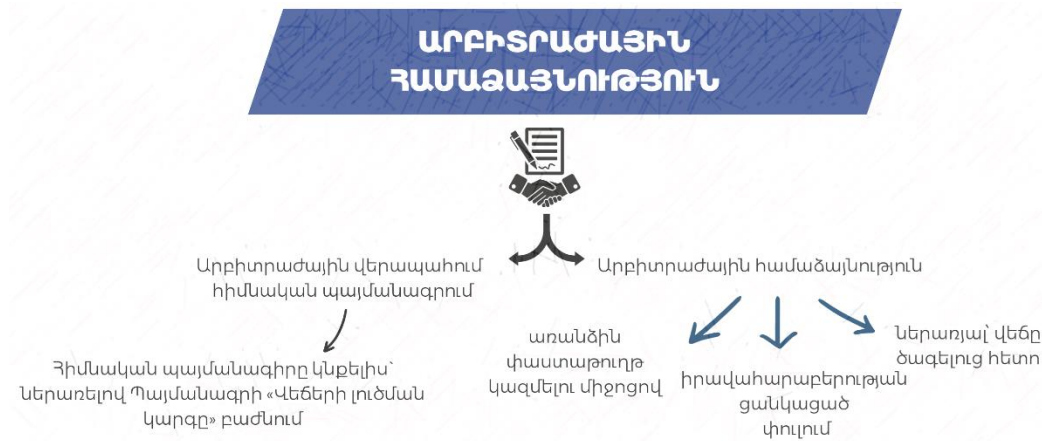 ԱՐԲԻՏՐԱԺԱՅԻՆ
ՀԱՄԱՁԱՅՆՈՒԹՅՈՒՆ
Արբիտրաժային վերապահում
հիմնական պայմանագրում
Հիմնական պայմանագիրը կնքելիս՝
ներառելով Պայմանագրի «Վեճերի լուծման
կարգը» բաժնում
Արբիտրաժային համաձայնություն
առանձին
փաստաթուղթ
կազմելու միջոցով
իրավահարաբերության
ցանկացած
փուլում
ներառյալ՝ վեճը
ծագելուց հետո